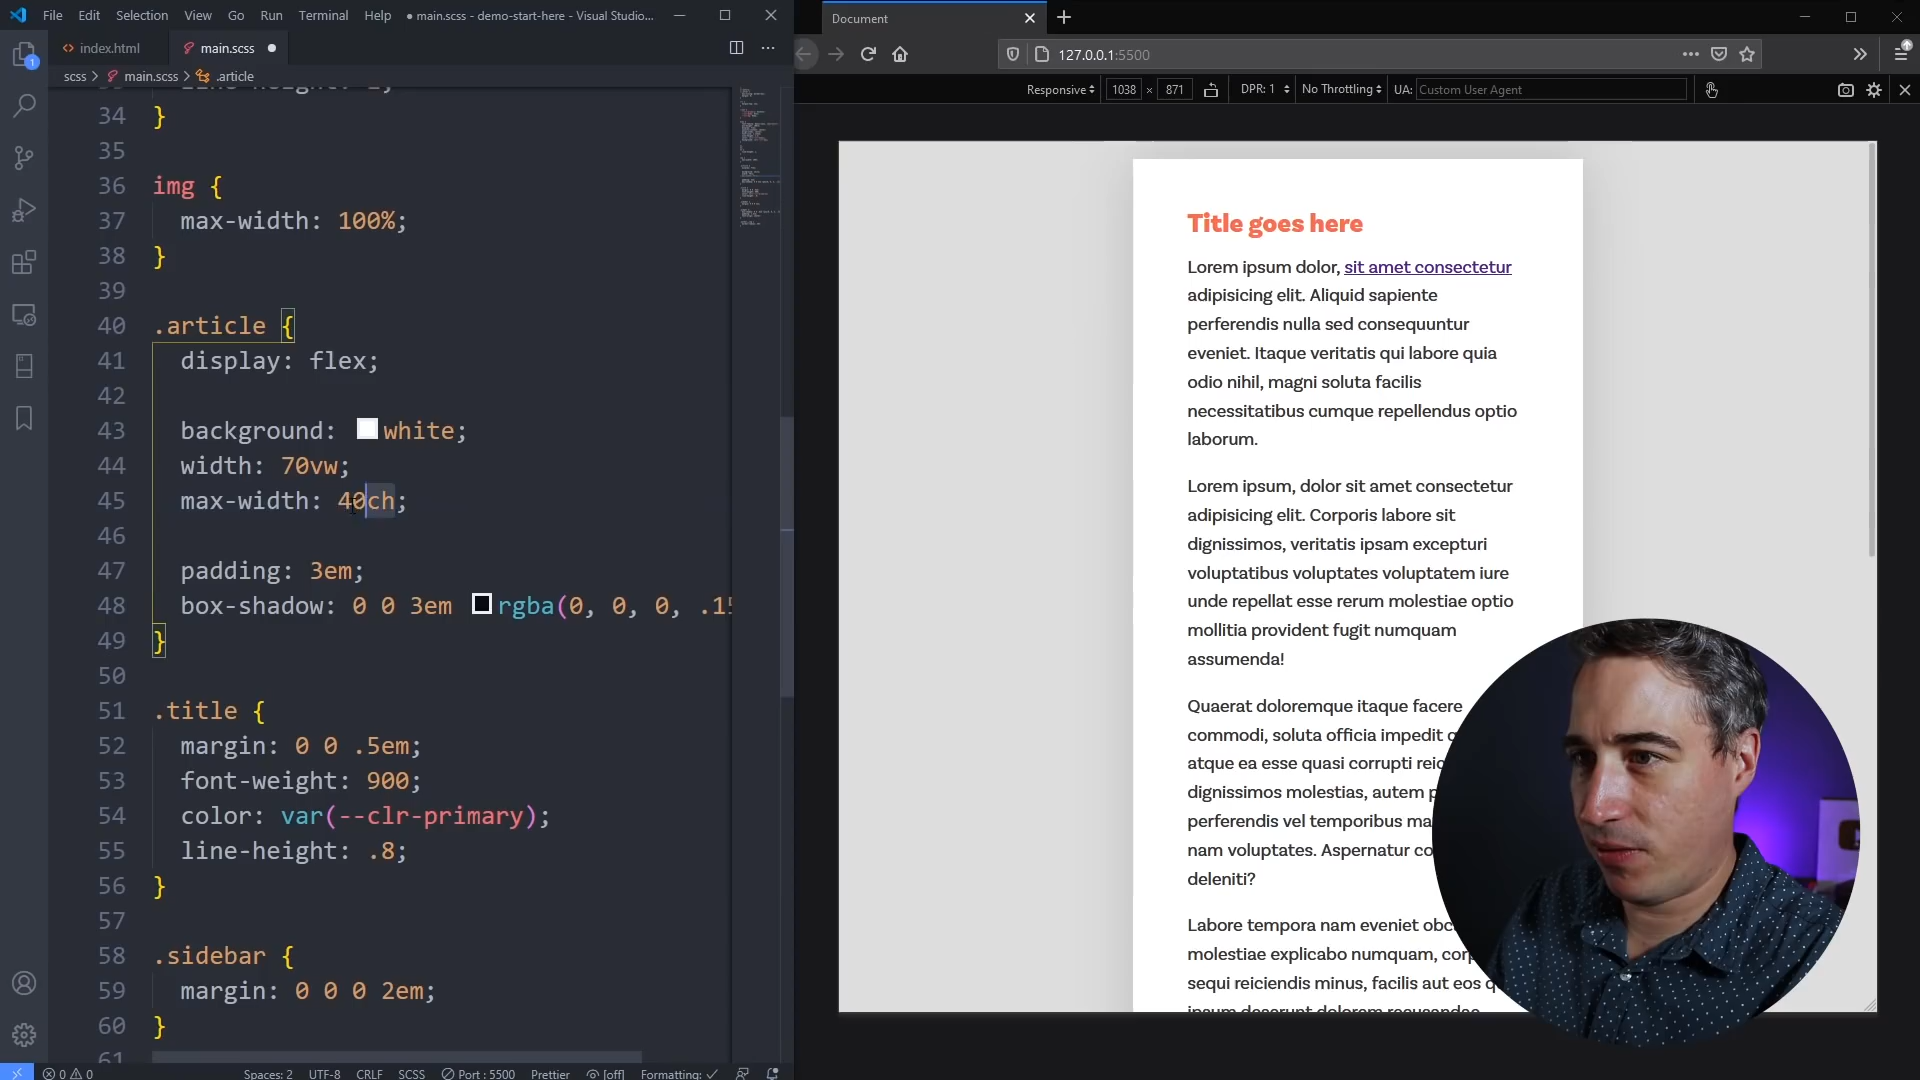 File Edit Selection View Go Run Terminal Help ● main.scss - demo-start-here - Visual Studio...
index.html main.scss
scss > main.scss > .article
34 }
35
36 img {
37 max-width: 100%;
38 }
39
40 .article {
41 display: flex;
42
43 background: white;
44 width: 70vw;
45 max-width: 40ch;
46
47 padding: 3em;
48 box-shadow: 0 0 3em rgba(0, 0, 0, .15
49 }
50
51 .title {
52 margin: 0 0 .5em;
53 font-weight: 900;
54 color: var(--clr-primary);
55 line-height: .8;
56 }
57
58 .sidebar {
59 margin: 0 0 0 2em;
60 }
61
0 0 Spaces: 2 UTF-8 CRLF SCSS Port : 5500 Prettier [off] Formatting: ✓
Document
127.0.0.1:5500
Responsive 1038 × 871 DPR: 1 No Throttling UA: Custom User Agent
Title goes here
Lorem ipsum dolor, sit amet consectetur
adipisicing elit. Aliquid sapiente
perferendis nulla sed consequuntur
eveniet. Itaque veritatis qui labore quia
odio nihil, magni soluta facilis
necessitatibus cumque repellendus optio
laborum.
Lorem ipsum, dolor sit amet consectetur
adipisicing elit. Corporis labore sit
dignissimos, veritatis ipsam excepturi
voluptatibus voluptates voluptatem iure
unde repellat esse rerum molestiae optio
mollitia provident fugit numquam
assumenda!
Quaerat doloremque itaque facere
commodi, soluta officia impedit
atque ea esse quasi corrupti
dignissimos molestias, autem
perferendis vel temporibus
nam voluptates. Aspernatur
deleniti?
Labore tempora nam eveniet
molestiae explicabo numquam,
sequi reiciendis minus, facilis aut eos